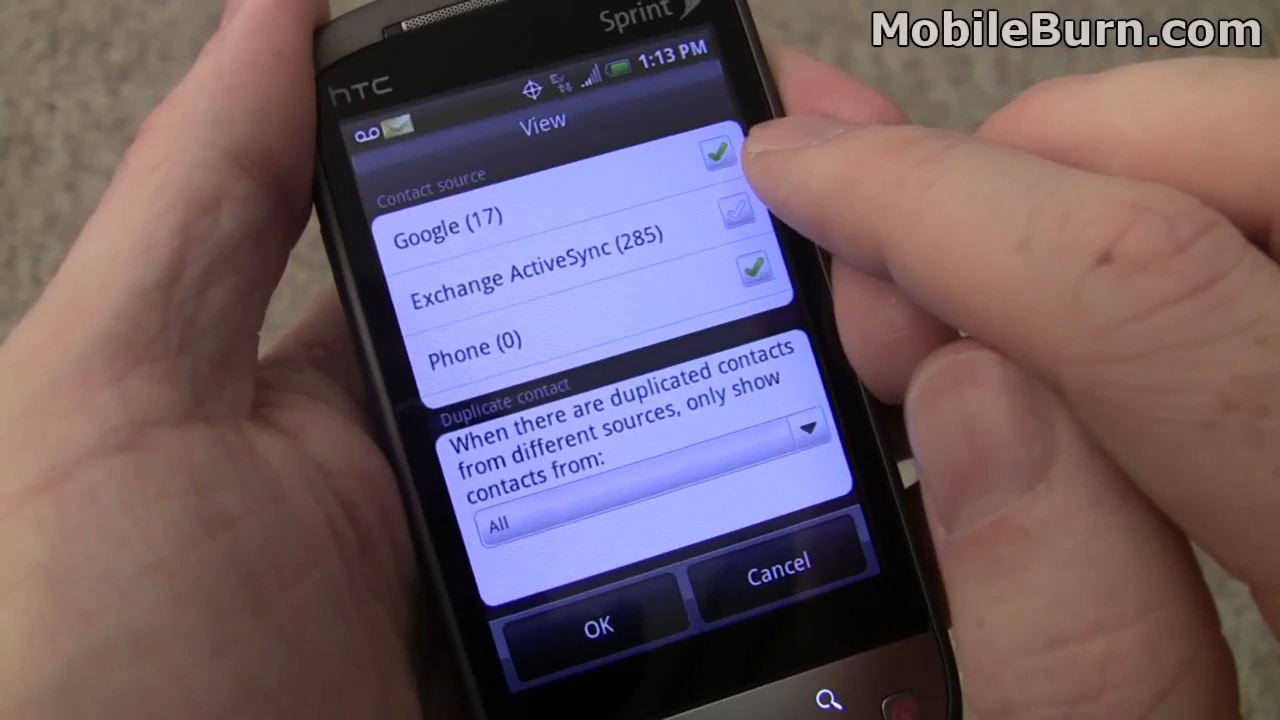 MobileBurn.com
Sprint
hTC
1:13 PM
View
Contact source
Google (17)
Exchange ActiveSync (285)
Phone (0)
Duplicate contact
When there are duplicated contacts
from different sources, only show
contacts from:
All
OK
Cancel